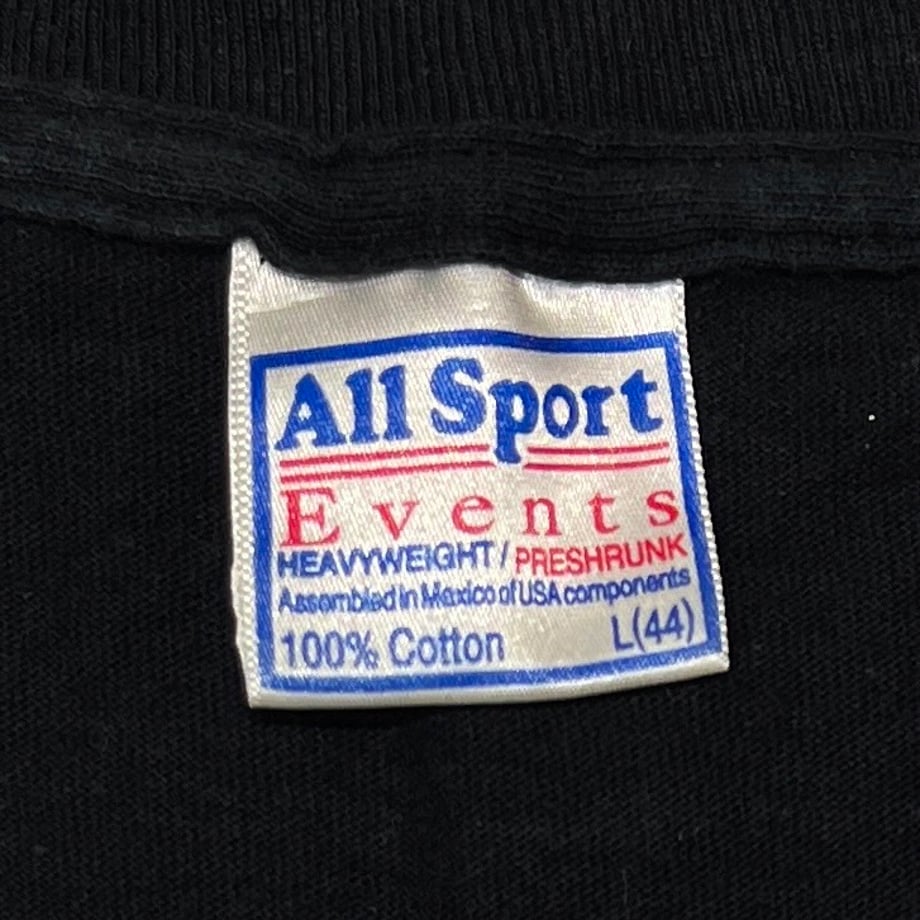 All Sport
Events
HEAVYWEIGHT / PRESHRUNK
Assembled in Mexico of USA components
100% Cotton L(44)